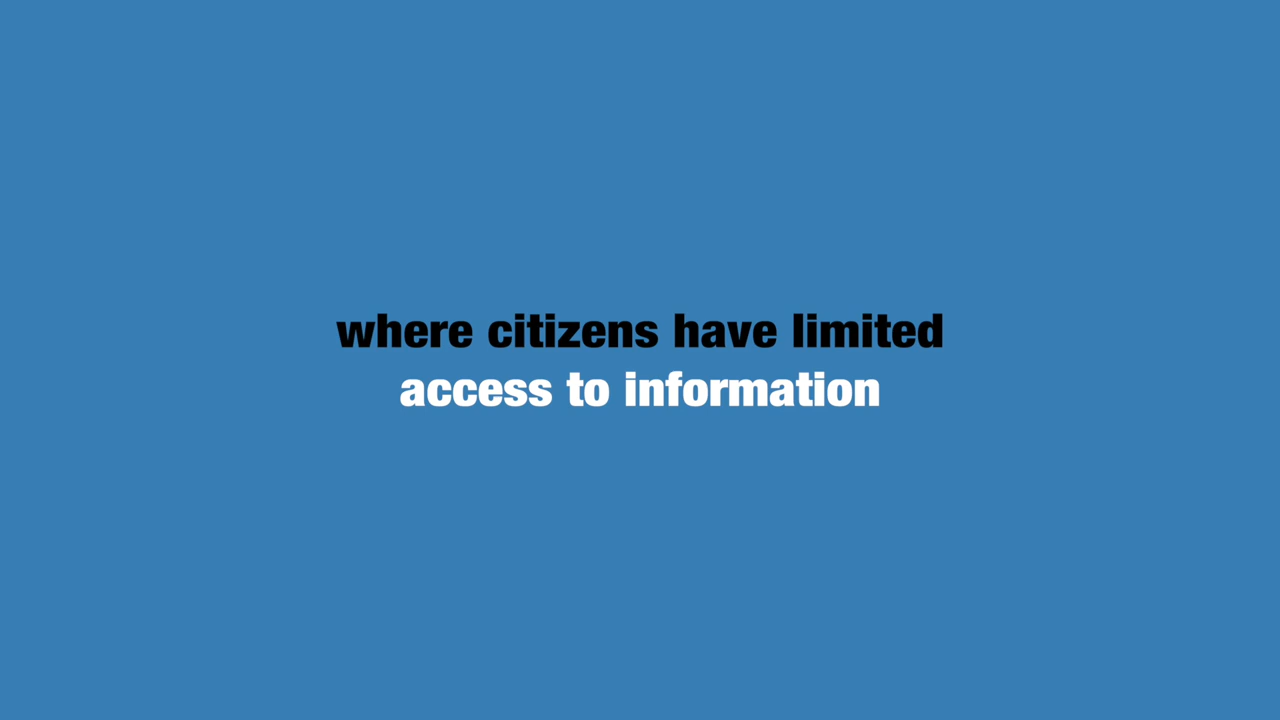 where citizens have limited
access to information